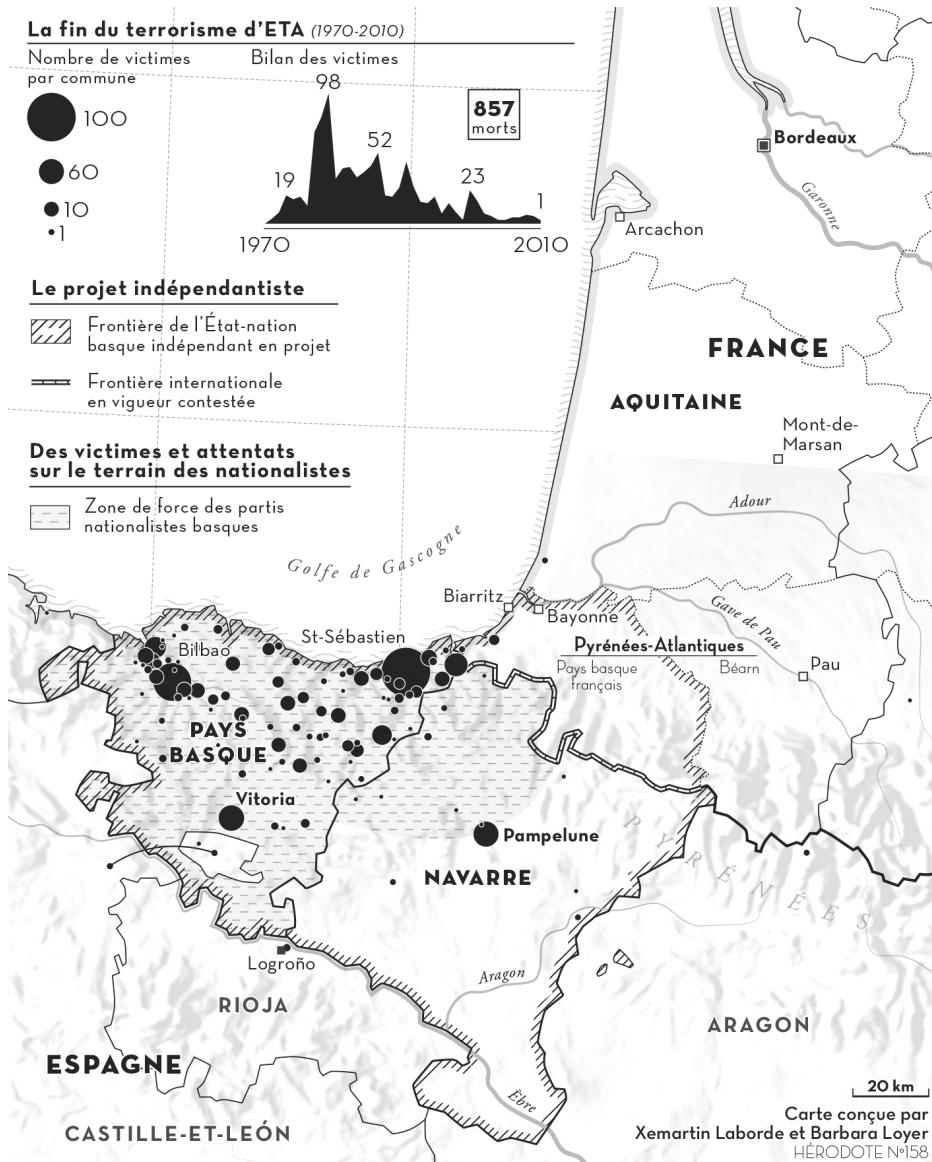 La fin du terrorisme d’ETA (1970-2010)
Nombre de victimes
par commune
100
60
10
1
Bilan des victimes
98
19
52
23
1
857
morts
1970
2010
Le projet indépendantiste
Frontière de l’État-nation
basque indépendant en projet
Frontière internationale
en vigueur contestée
Des victimes et attentats
sur le terrain des nationalistes
Zone de force des partis
nationalistes basques
Bordeaux
Garonne
Arcachon
FRANCE
AQUITAINE
Mont-de-
Marsan
Adour
Golfe de Gascogne
Biarritz
Bayonne
Gave de Pau
St-Sébastien
Bilbao
Pyrénées-Atlantiques
Pays basque
français
Béarn
Pau
PAYS
BASQUE
Vitoria
Pampelune
PYRÉNÉES
NAVARRE
Logroño
Aragon
RIOJA
ARAGON
ESPAGNE
Èbre
CASTILLE-ET-LEÓN
20 km
Carte conçue par
Xemartin Laborde et Barbara Loyer
HÉRODOTE N°158